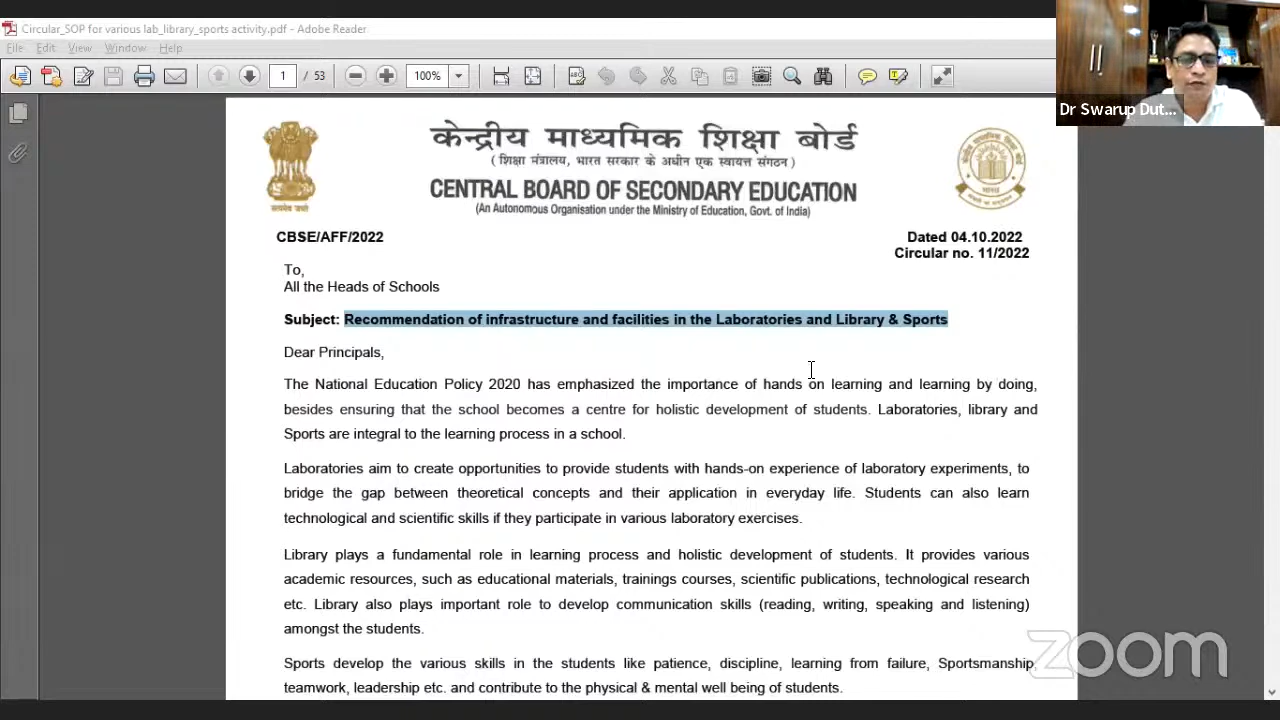 Circular_SOP for various lab_library_sports activity.pdf - Adobe Reader
File Edit View Window Help
1 / 53 100%
Dr Swarup Dut...
केन्द्रीय माध्यमिक शिक्षा बोर्ड
( शिक्षा मंत्रालय, भारत सरकार के अधीन एक स्वायत्त संगठन )
CENTRAL BOARD OF SECONDARY EDUCATION
(An Autonomous Organisation under the Ministry of Education, Govt. of India)
सत्यमेव जयते
भारत
CBSE/AFF/2022
Dated 04.10.2022
Circular no. 11/2022
To,
All the Heads of Schools
Subject: Recommendation of infrastructure and facilities in the Laboratories and Library & Sports
Dear Principals,
The National Education Policy 2020 has emphasized the importance of hands on learning and learning by doing,
besides ensuring that the school becomes a centre for holistic development of students. Laboratories, library and
Sports are integral to the learning process in a school.
Laboratories aim to create opportunities to provide students with hands-on experience of laboratory experiments, to
bridge the gap between theoretical concepts and their application in everyday life. Students can also learn
technological and scientific skills if they participate in various laboratory exercises.
Library plays a fundamental role in learning process and holistic development of students. It provides various
academic resources, such as educational materials, trainings courses, scientific publications, technological research
etc. Library also plays important role to develop communication skills (reading, writing, speaking and listening)
amongst the students.
Sports develop the various skills in the students like patience, discipline, learning from failure, Sportsmanship,
teamwork, leadership etc. and contribute to the physical & mental well being of students.
zoom